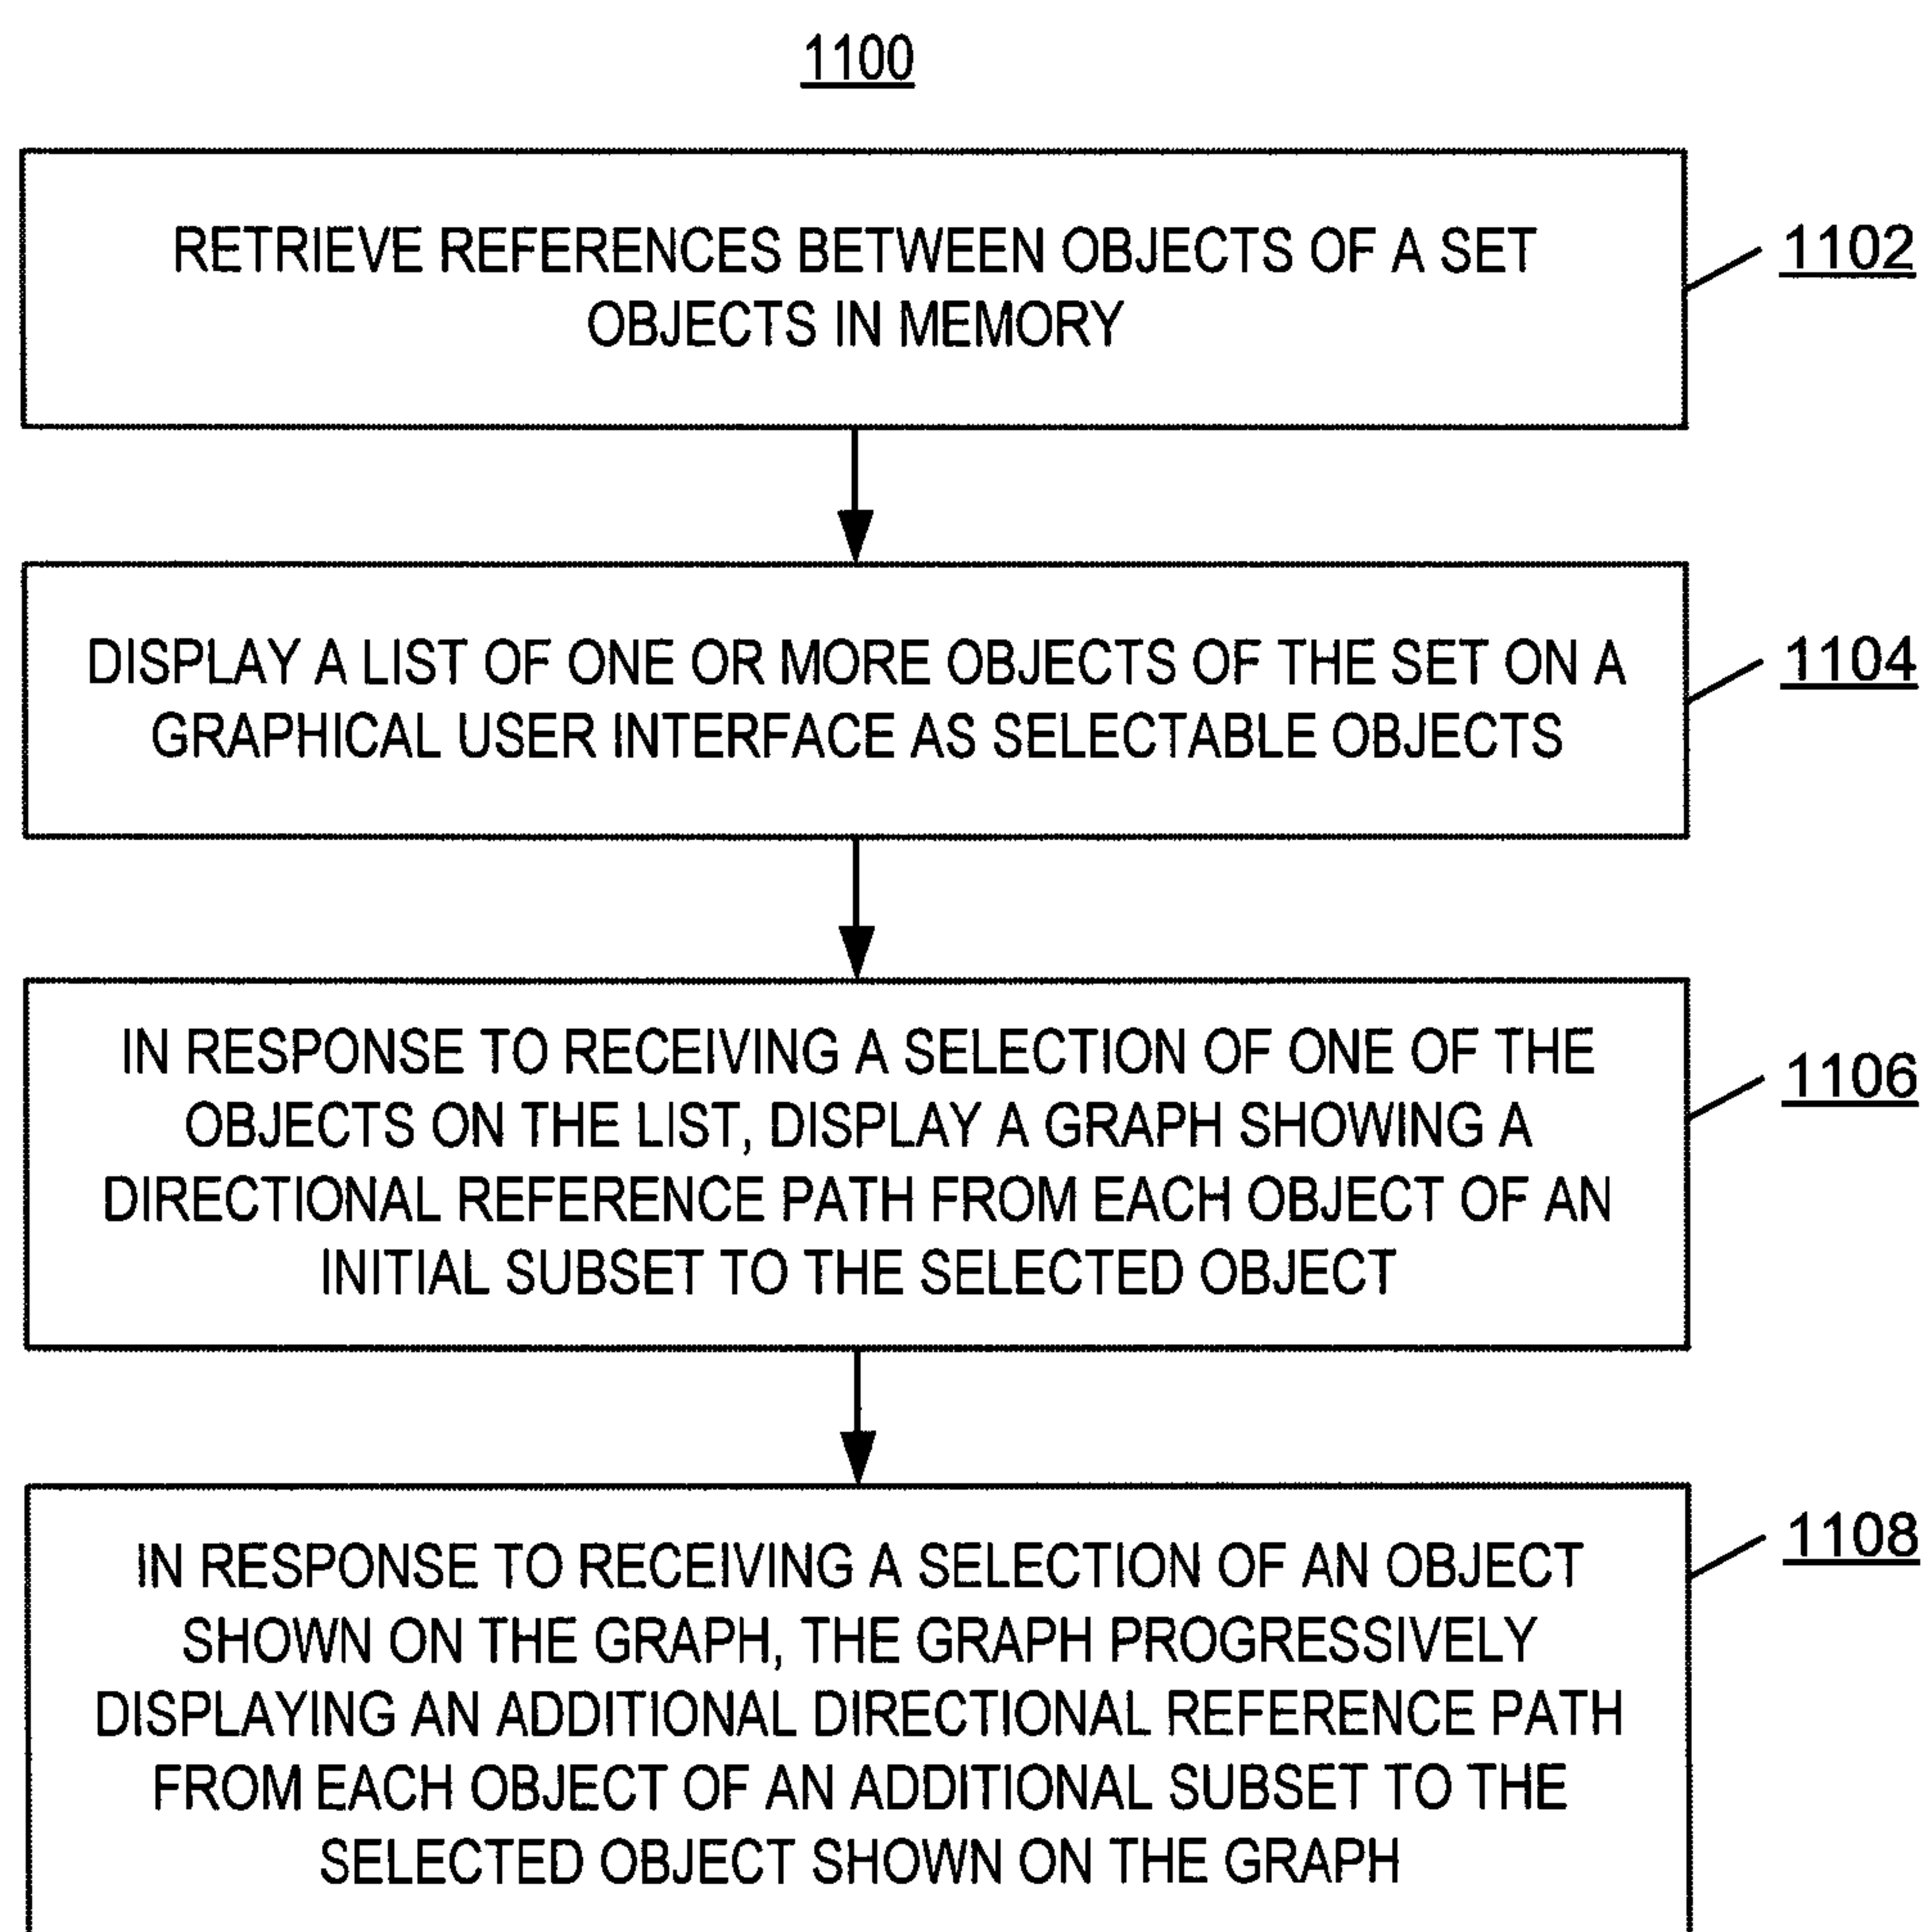 1100
RETRIEVE REFERENCES BETWEEN OBJECTS OF A SET
OBJECTS IN MEMORY
1102
DISPLAY A LIST OF ONE OR MORE OBJECTS OF THE SET ON A
GRAPHICAL USER INTERFACE AS SELECTABLE OBJECTS
1104
IN RESPONSE TO RECEIVING A SELECTION OF ONE OF THE
OBJECTS ON THE LIST, DISPLAY A GRAPH SHOWING A
DIRECTIONAL REFERENCE PATH FROM EACH OBJECT OF AN
INITIAL SUBSET TO THE SELECTED OBJECT
1106
IN RESPONSE TO RECEIVING A SELECTION OF AN OBJECT
SHOWN ON THE GRAPH, THE GRAPH PROGRESSIVELY
DISPLAYING AN ADDITIONAL DIRECTIONAL REFERENCE PATH
FROM EACH OBJECT OF AN ADDITIONAL SUBSET TO THE
SELECTED OBJECT SHOWN ON THE GRAPH
1108